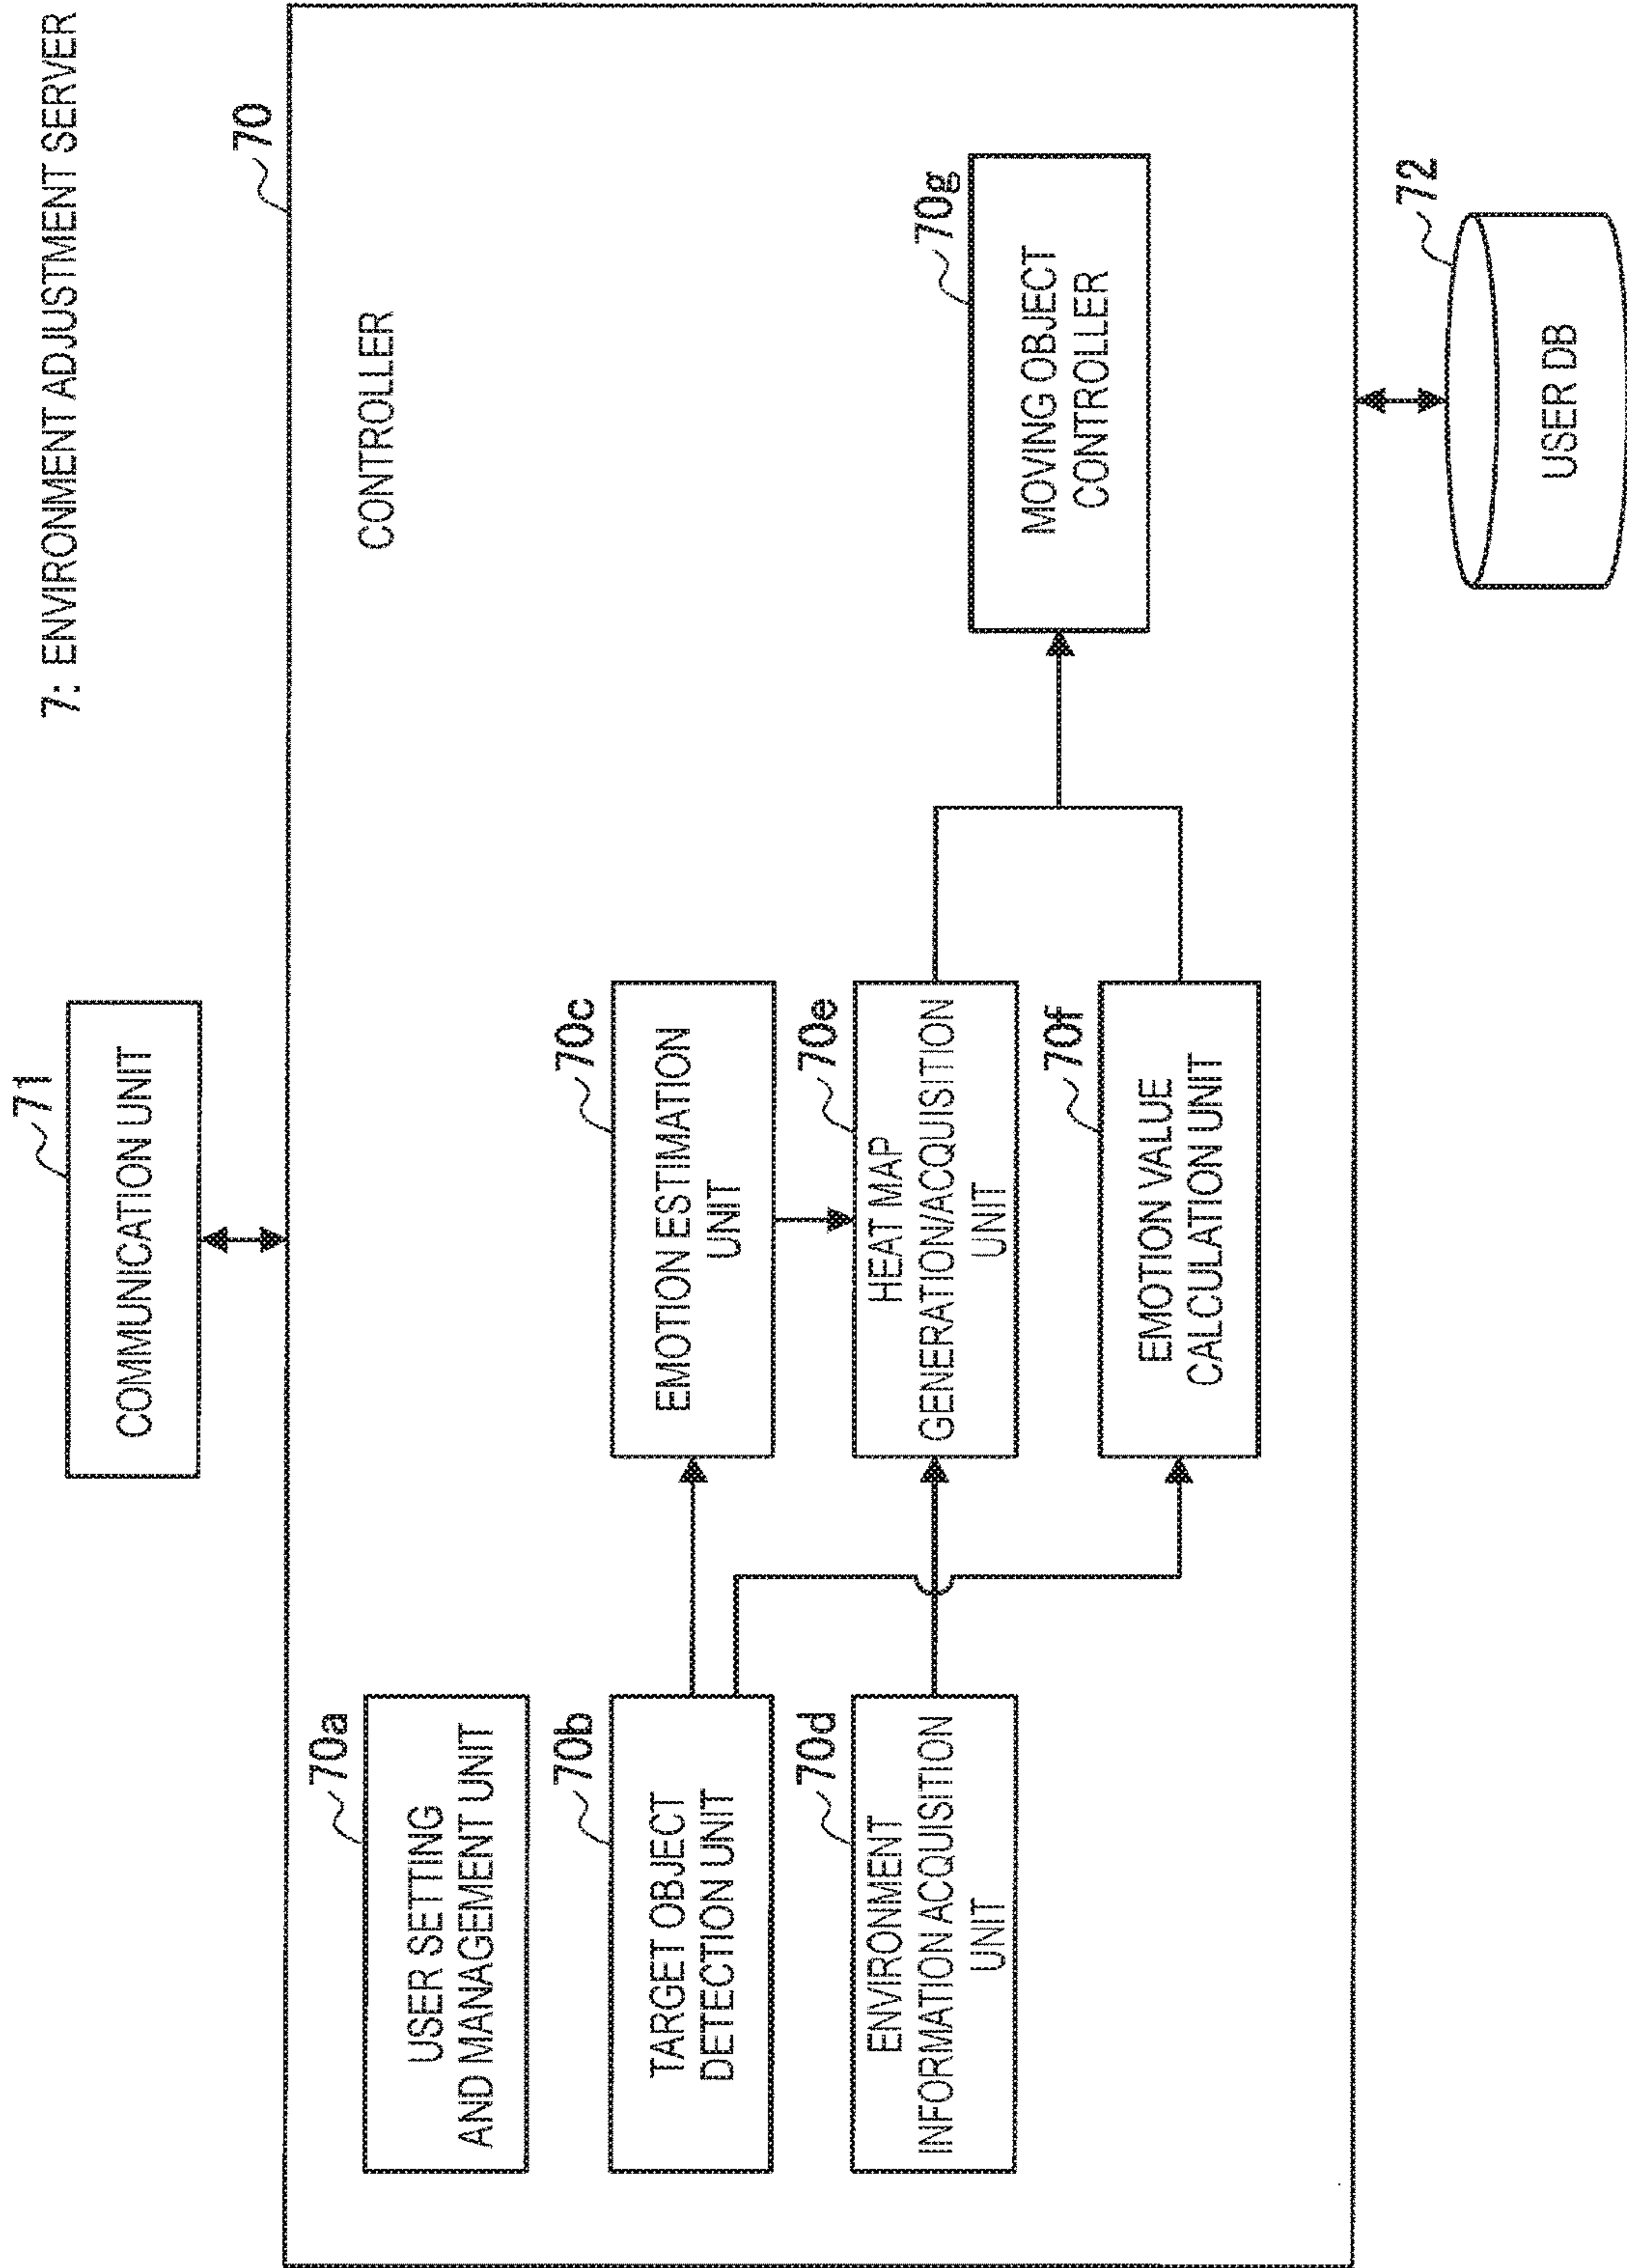 7: ENVIRONMENT ADJUSTMENT SERVER
71
COMMUNICATION UNIT
70
CONTROLLER
70a
USER SETTING
AND MANAGEMENT UNIT
70b
TARGET OBJECT
DETECTION UNIT
70c
EMOTION ESTIMATION
UNIT
70d
ENVIRONMENT
INFORMATION ACQUISITION
UNIT
70e
HEAT MAP
GENERATION/ACQUISITION
UNIT
70f
EMOTION VALUE
CALCULATION UNIT
70g
MOVING OBJECT
CONTROLLER
72
USER DB